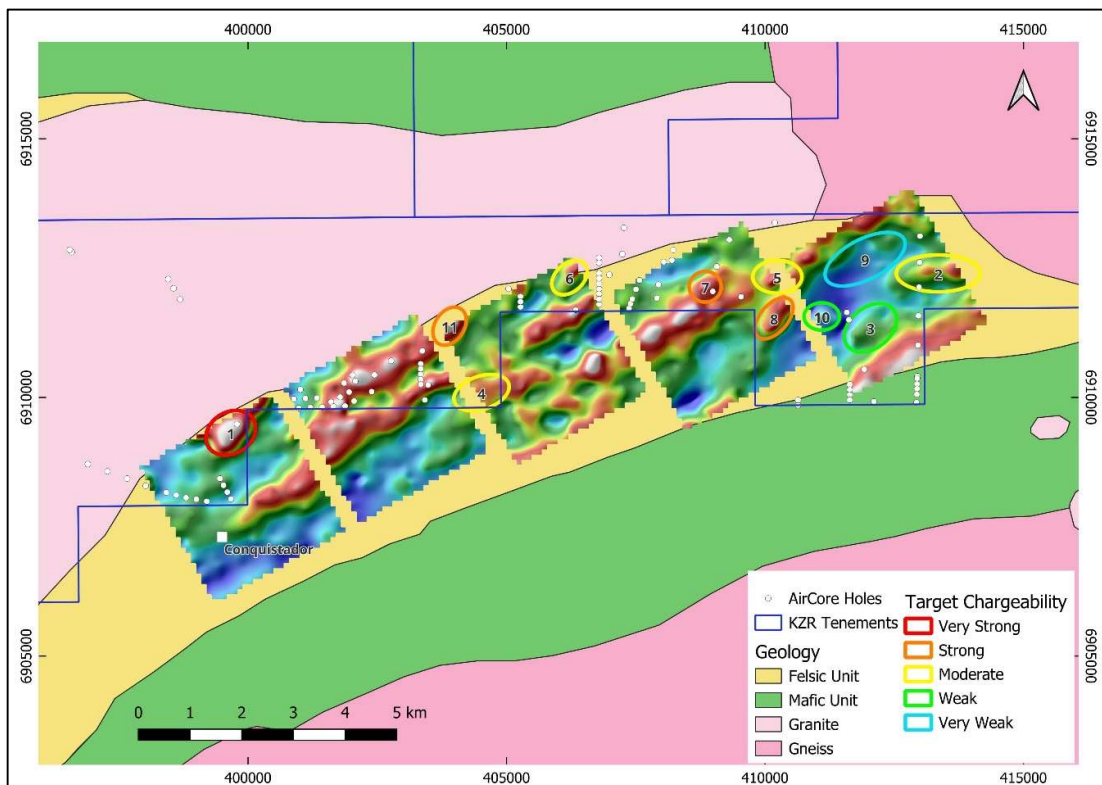 400000 405000 410000 415000
6915000 6915000
9
6 5 2
7
11 8 10 3
4
6910000 6910000
1
Conquistador
AirCore Holes
KZR Tenements
Geology
Felsic Unit
Mafic Unit
Granite
Gneiss
Target Chargeability
Very Strong
Strong
Moderate
Weak
Very Weak
6905000 6905000
0 1 2 3 4 5 km
400000 405000 410000 415000